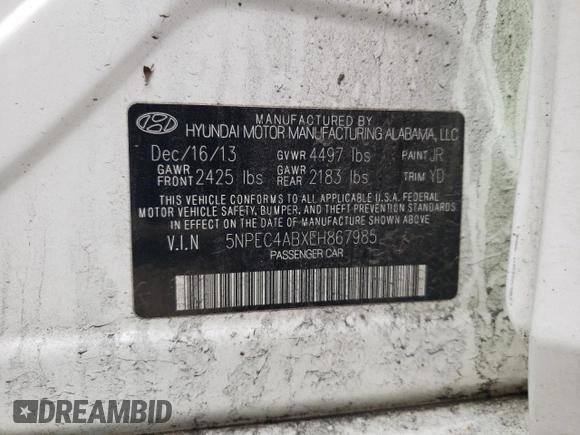 MANUFACTURED BY
HYUNDAI MOTOR MANUFACTURING ALABAMA, LLC
Dec/16/13 GVWR 4497 lbs PAINT JR
GAWR FRONT 2425 lbs GAWR REAR 2183 lbs TRIM YD
THIS VEHICLE CONFORMS TO ALL APPLICABLE U.S.A. FEDERAL
MOTOR VEHICLE SAFETY, BUMPER, AND THEFT PREVENTION STANDARDS
IN EFFECT ON THE DATE OF MANUFACTURE SHOWN ABOVE.
V.I.N 5NPEC4ABXEH867985
PASSENGER CAR
DREAMBID